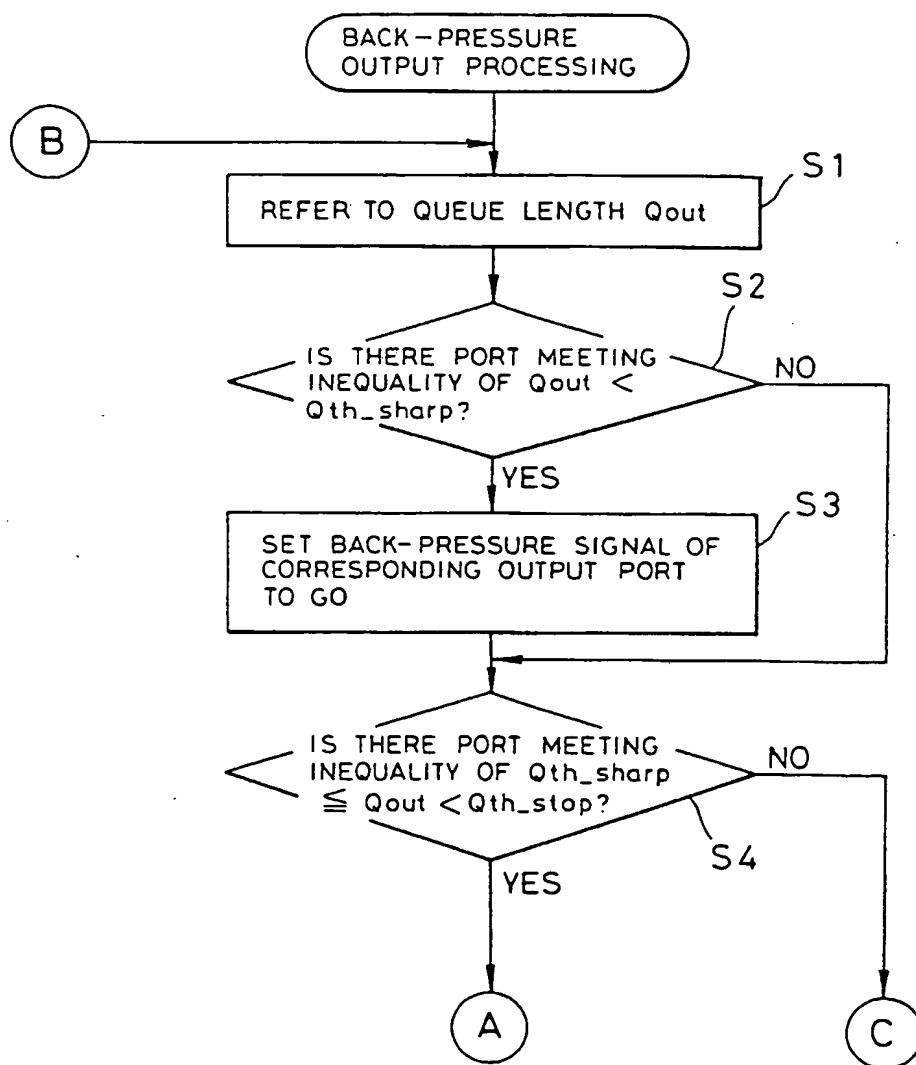 BACK-PRESSURE
OUTPUT PROCESSING
B
S1
REFER TO QUEUE LENGTH Qout
S2
IS THERE PORT MEETING
INEQUALITY OF Qout <
Qth_sharp?
NO
YES
S3
SET BACK-PRESSURE SIGNAL OF
CORRESPONDING OUTPUT PORT
TO GO
IS THERE PORT MEETING
INEQUALITY OF Qth_sharp
≦ Qout < Qth_stop?
NO
S4
YES
A
C